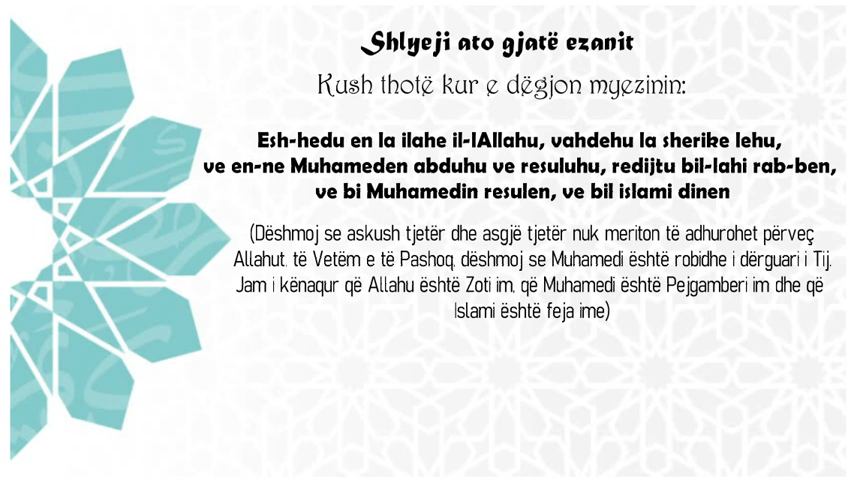 Shlyeji ato gjatë ezanit
Kush thotë kur e dëgjon myezinin:
Esh-hedu en la ilahe il-lAllahu, vahdehu la sherike lehu,
ve en-ne Muhameden abduhu ve resuluhu, redijtu bil-lahi rab-ben,
ve bi Muhamedin resulen, ve bil islami dinen
(Dëshmoj se askush tjetër dhe asgjë tjetër nuk meriton të adhurohet përveç
Allahut, të Vetëm e të Pashoq, dëshmoj se Muhamedi është robidhe i dërguari i Tij.
Jam i kënaqur që Allahu është Zoti im, që Muhamedi është Pejgamberi im dhe që
Islami është feja ime)